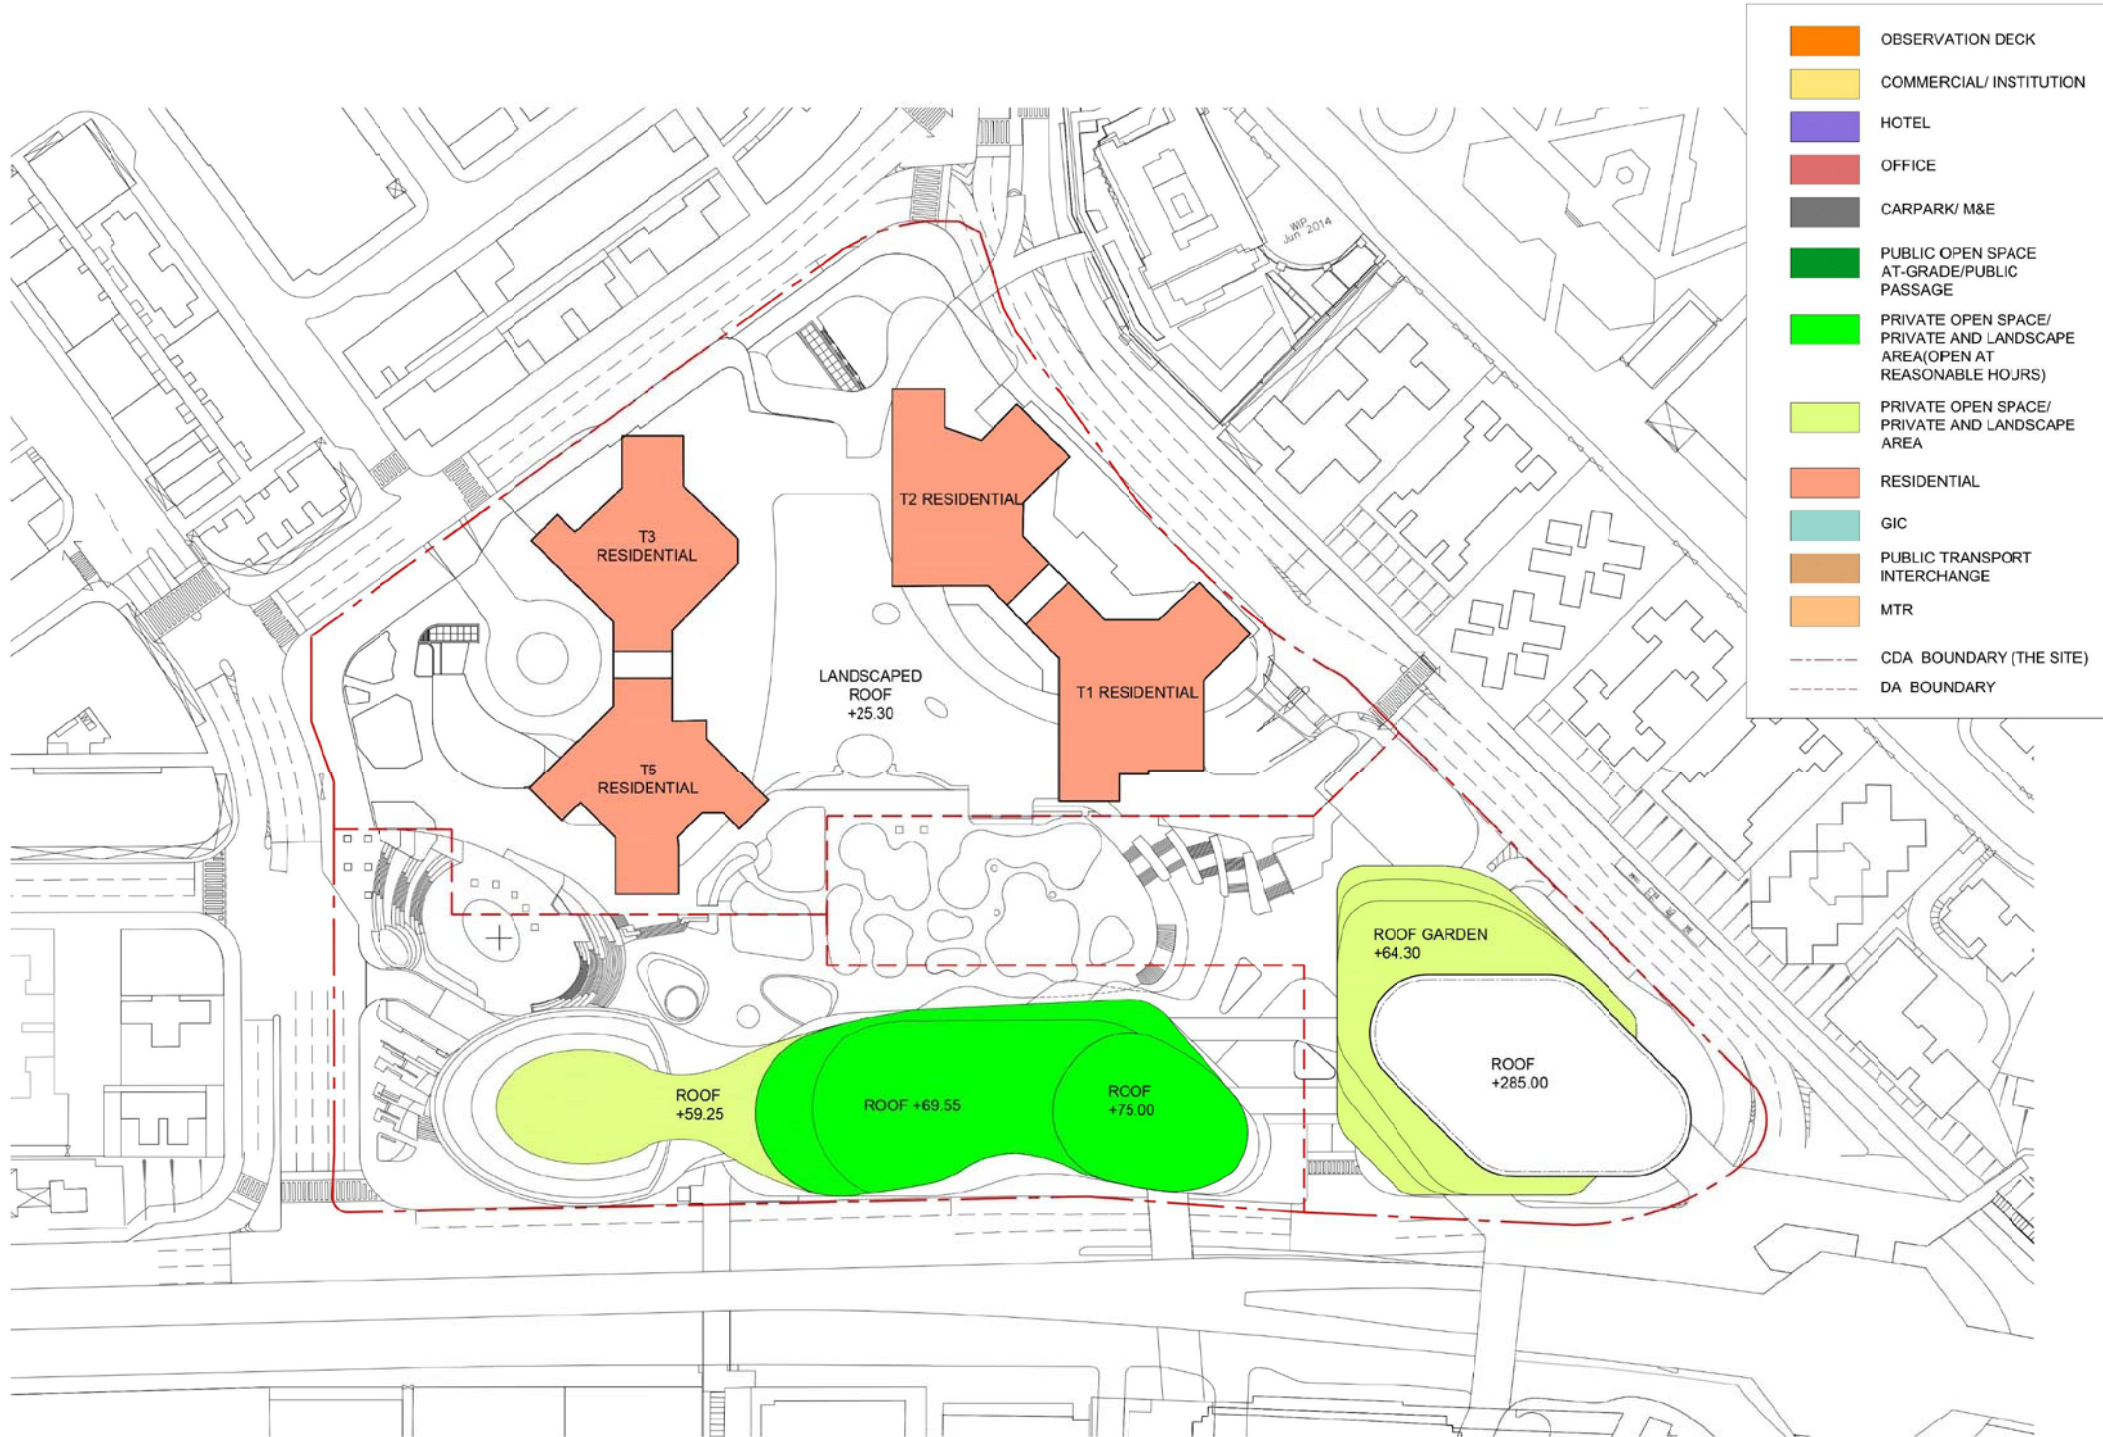 OBSERVATION DECK
COMMERCIAL/ INSTITUTION
HOTEL
OFFICE
CARPARK/ M&E
PUBLIC OPEN SPACE
AT-GRADE/PUBLIC
PASSAGE
PRIVATE OPEN SPACE/
PRIVATE AND LANDSCAPE
AREA(OPEN AT
REASONABLE HOURS)
PRIVATE OPEN SPACE/
PRIVATE AND LANDSCAPE
AREA
RESIDENTIAL
GIC
PUBLIC TRANSPORT
INTERCHANGE
MTR
CDA BOUNDARY (THE SITE)
DA BOUNDARY
WIP
Jun 2014
T2 RESIDENTIAL
T3
RESIDENTIAL
T1 RESIDENTIAL
LANDSCAPED
ROOF
+25.30
T5
RESIDENTIAL
ROOF GARDEN
+64.30
ROOF
+285.00
ROOF
+59.25
ROOF +69.55
ROOF
+75.00